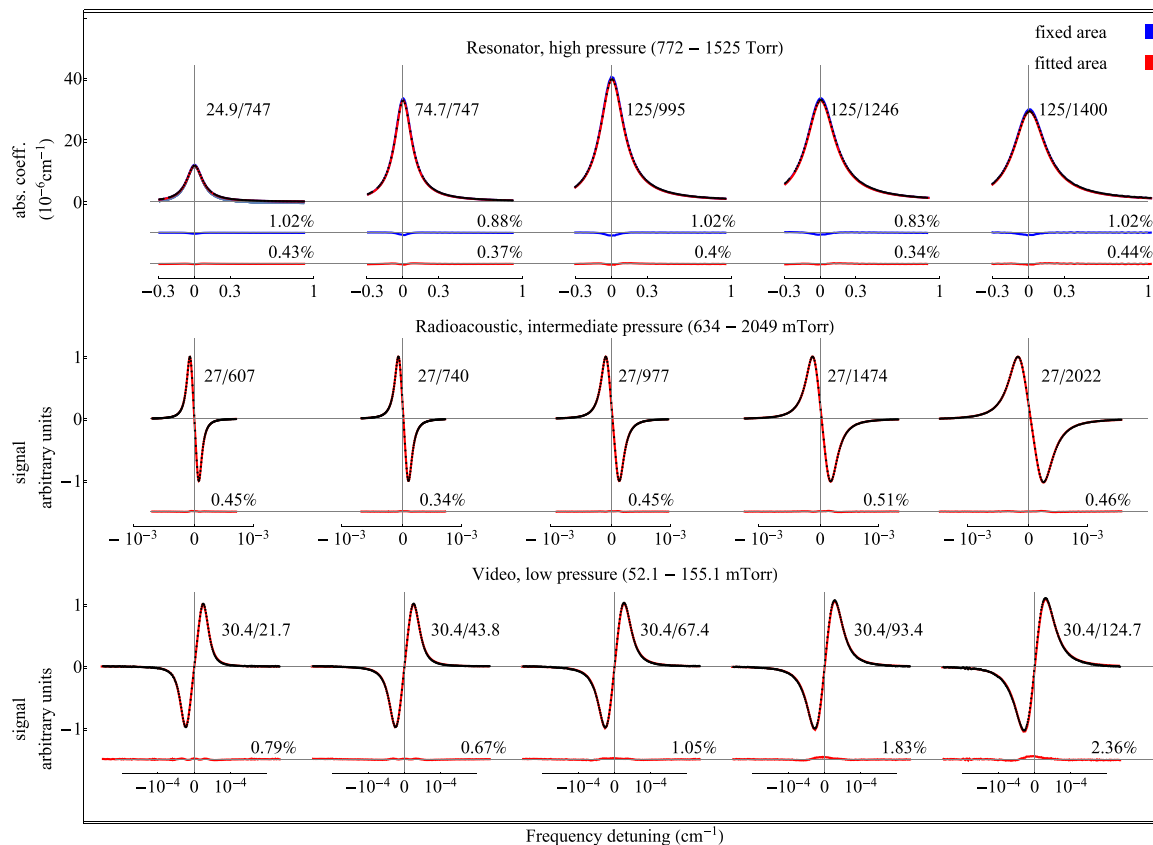 fixed area
Resonator, high pressure (772 − 1525 Torr)
fitted area
40
20
0
abs. coeff.
(10⁻⁶cm⁻¹)
24.9/747 74.7/747 125/995 125/1246 125/1400
1.02% 0.88% 1.02% 0.83% 1.02%
0.43% 0.37% 0.4% 0.34% 0.44%
−0.3 0 0.3 1 −0.3 0 0.3 1 −0.3 0 0.3 1 −0.3 0 0.3 1 −0.3 0 0.3 1
Radioacoustic, intermediate pressure (634 − 2049 mTorr)
1
0
−1
signal
arbitrary units
27/607 27/740 27/977 27/1474 27/2022
0.45% 0.34% 0.45% 0.51% 0.46%
− 10⁻³ 0 10⁻³ − 10⁻³ 0 10⁻³ − 10⁻³ 0 10⁻³ − 10⁻³ 0 10⁻³ − 10⁻³ 0 10⁻³
Video, low pressure (52.1 − 155.1 mTorr)
1
0
−1
signal
arbitrary units
30.4/21.7 30.4/43.8 30.4/67.4 30.4/93.4 30.4/124.7
0.79% 0.67% 1.05% 1.83% 2.36%
−10⁻⁴ 0 10⁻⁴ −10⁻⁴ 0 10⁻⁴ −10⁻⁴ 0 10⁻⁴ −10⁻⁴ 0 10⁻⁴ −10⁻⁴ 0 10⁻⁴
Frequency detuning (cm⁻¹)